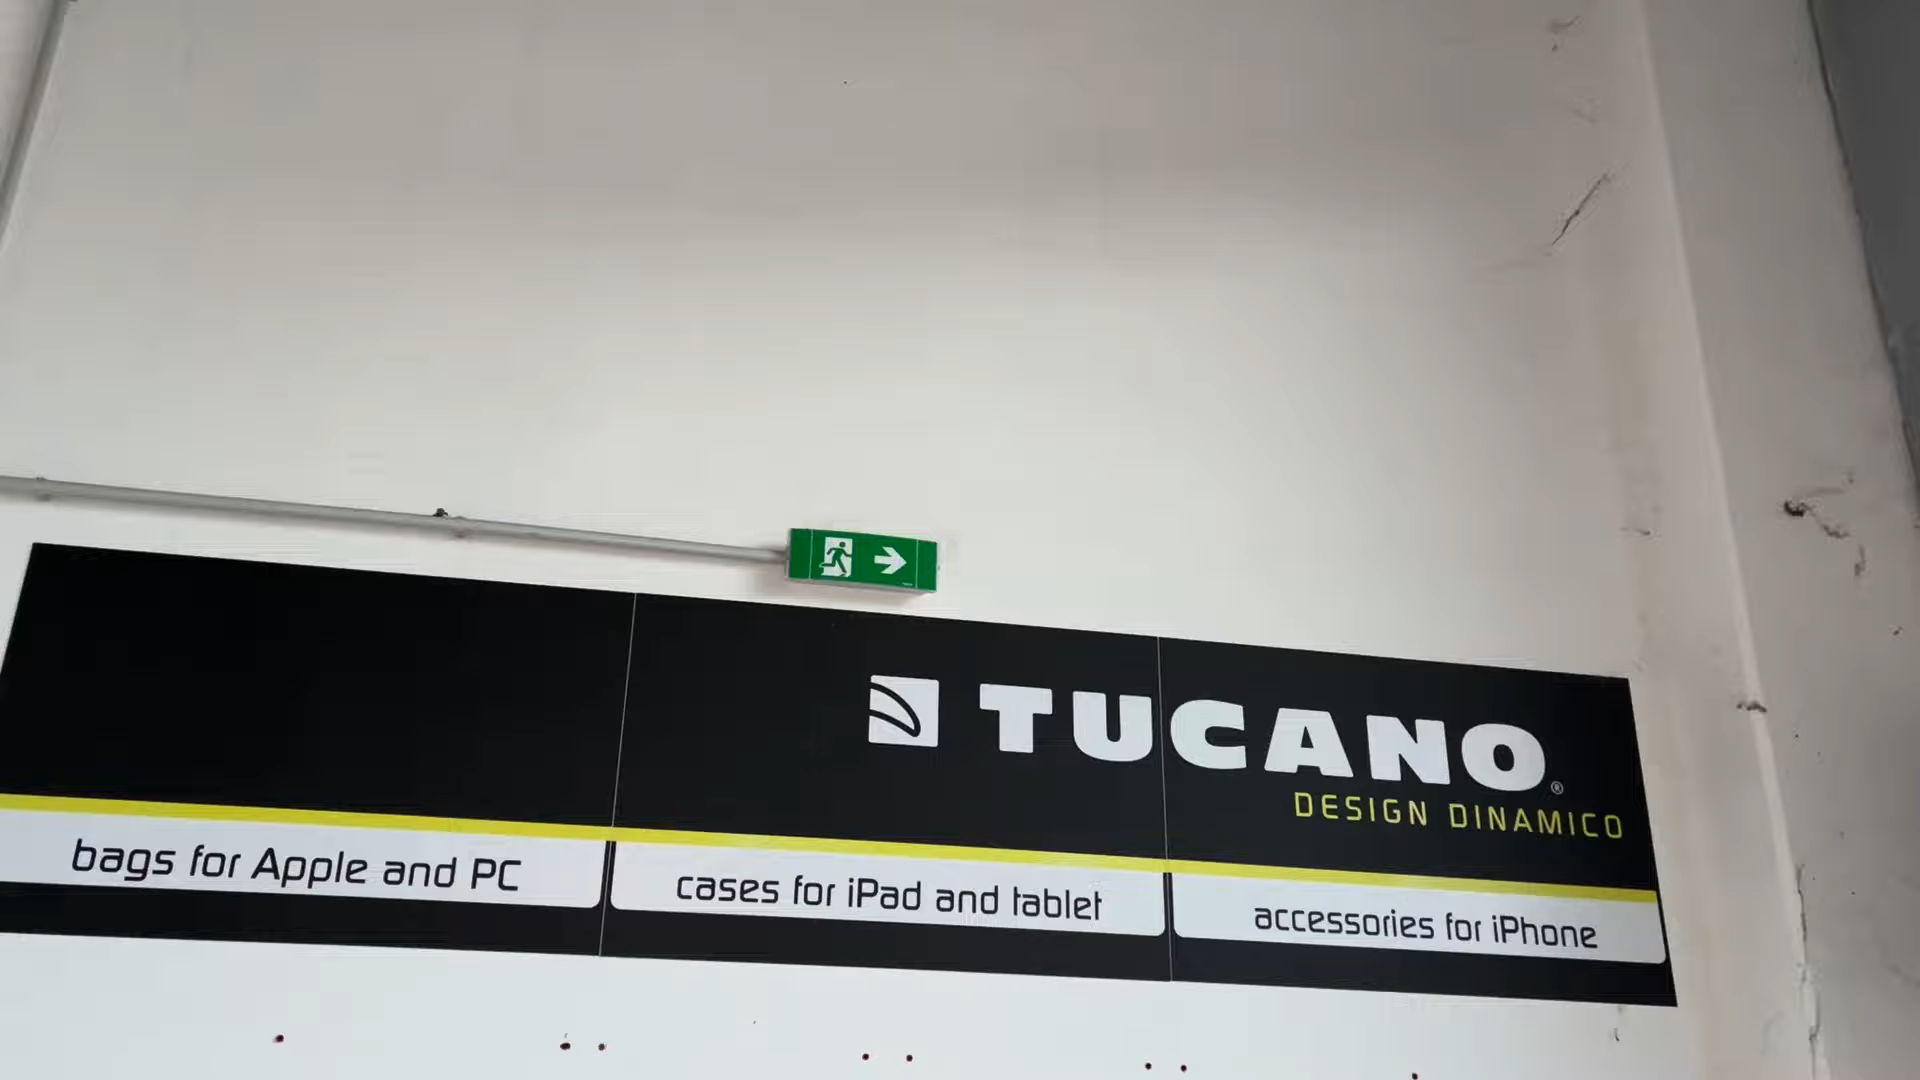 TUCANO®
DESIGN DINAMICO
bags for Apple and PC
cases for iPad and tablet
accessories for iPhone